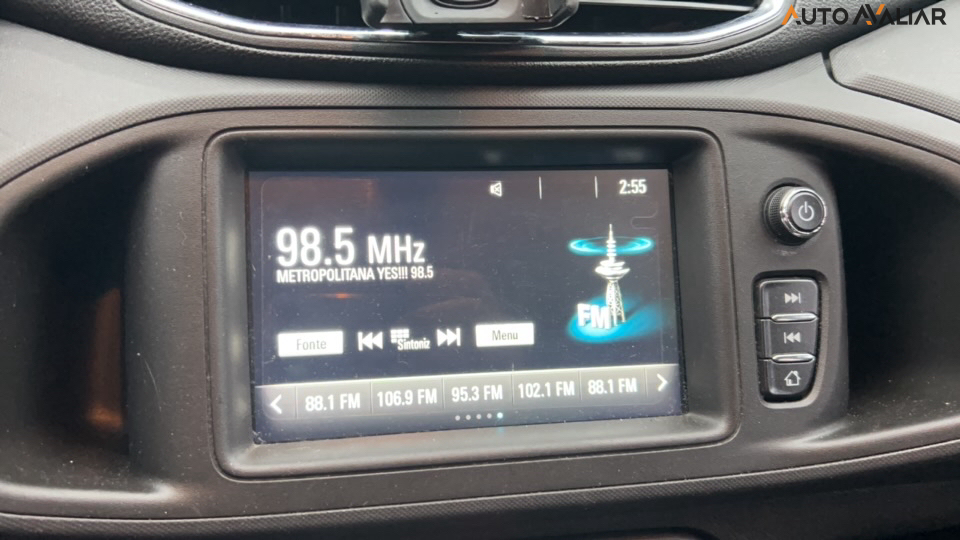 AUTO AVALIAR
2:55
98.5 MHz
METROPOLITANA YES!!! 98.5
FM
Fonte
Sintoniz
Menu
88.1 FM
106.9 FM
95.3 FM
102.1 FM
88.1 FM